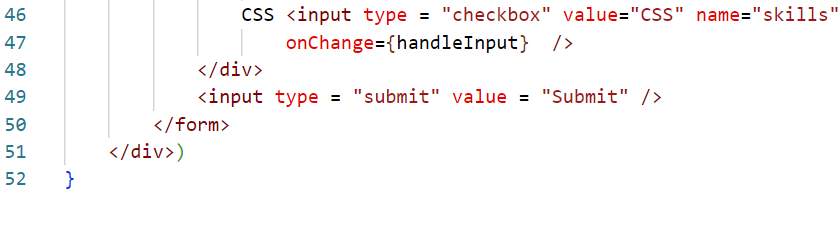 46 CSS <input type = "checkbox" value="CSS" name="skills"
47 onChange={handleInput} />
48 </div>
49 <input type = "submit" value = "Submit" />
50 </form>
51 </div>)
52 }